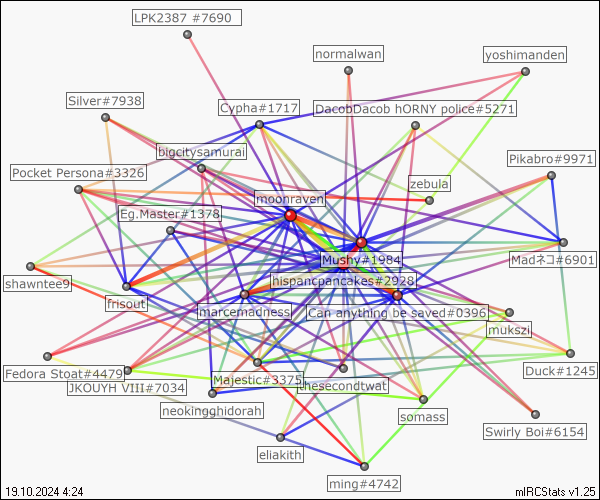 LPK2387 #7690
normalwan
yoshimanden
Silver#7938
Cypha#1717
DacobDacob hORNY police#5271
bigcitysamurai
Pikabro#9971
Pocket Persona#3326
zebula
moonraven
Eg.Master#1378
Mushy#1984
Madネコ#6901
hispancpancakes#2928
shawntee9
frisout
marcemadness
Can anything be saved#0396
mukszi
Fedora Stoat#4479
JKOUYH VIII#7034
Majestic#3375
thesecondtwat
Duck#1245
neokingghidorah
somass
Swirly Boi#6154
eliakith
ming#4742
19.10.2024 4:24
mIRCStats v1.25